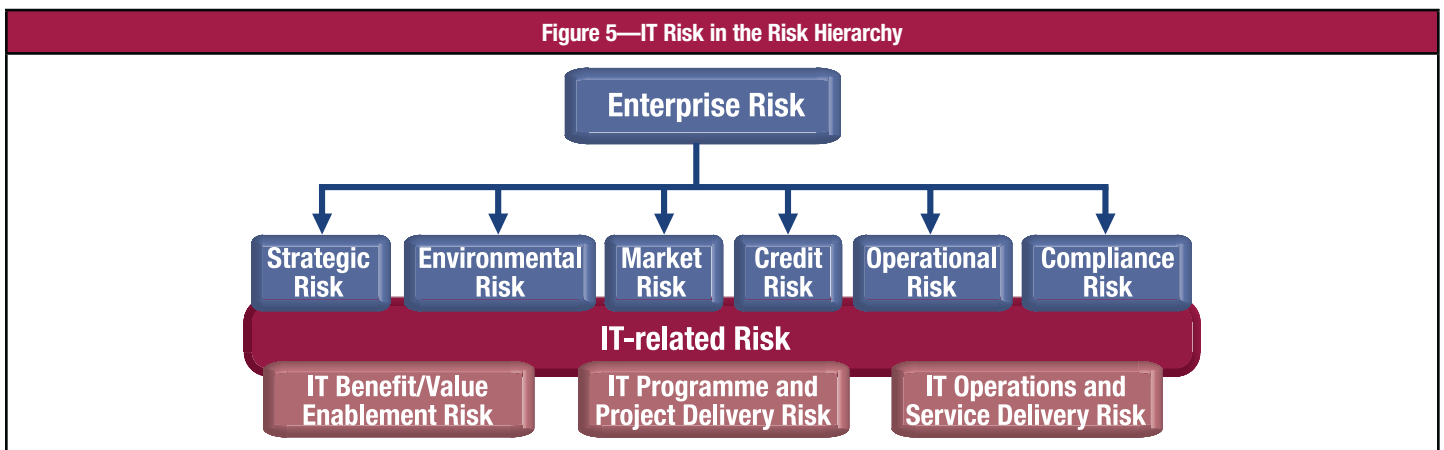 Figure 5—IT Risk in the Risk Hierarchy
Enterprise Risk
Strategic
Risk
Environmental
Risk
Market
Risk
Credit
Risk
Operational
Risk
Compliance
Risk
IT-related Risk
IT Benefit/Value
Enablement Risk
IT Programme and
Project Delivery Risk
IT Operations and
Service Delivery Risk